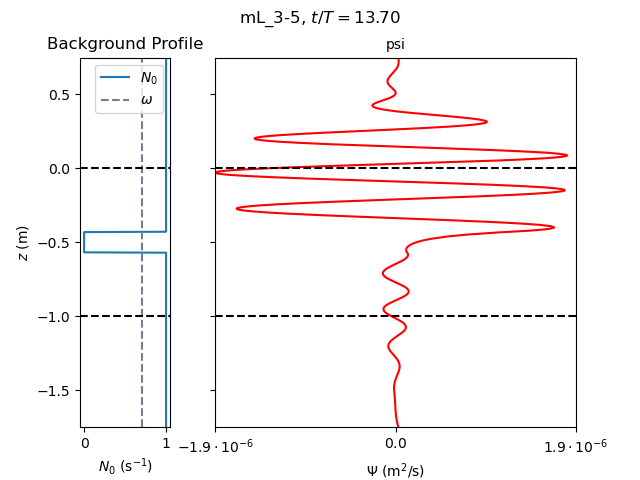 mL_3-5, t/T = 13.70
Background Profile
psi
N₀
ω
0.5
0.0
−0.5
−1.0
−1.5
z (m)
0
1
N₀ (s⁻¹)
−1.9 · 10⁻⁶
0.0
1.9 · 10⁻⁶
Ψ (m²/s)